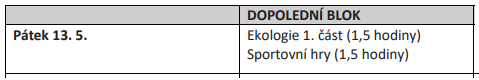 DOPOLEDNÍ BLOK
Pátek 13. 5.
Ekologie 1. část (1,5 hodiny)
Sportovní hry (1,5 hodiny)